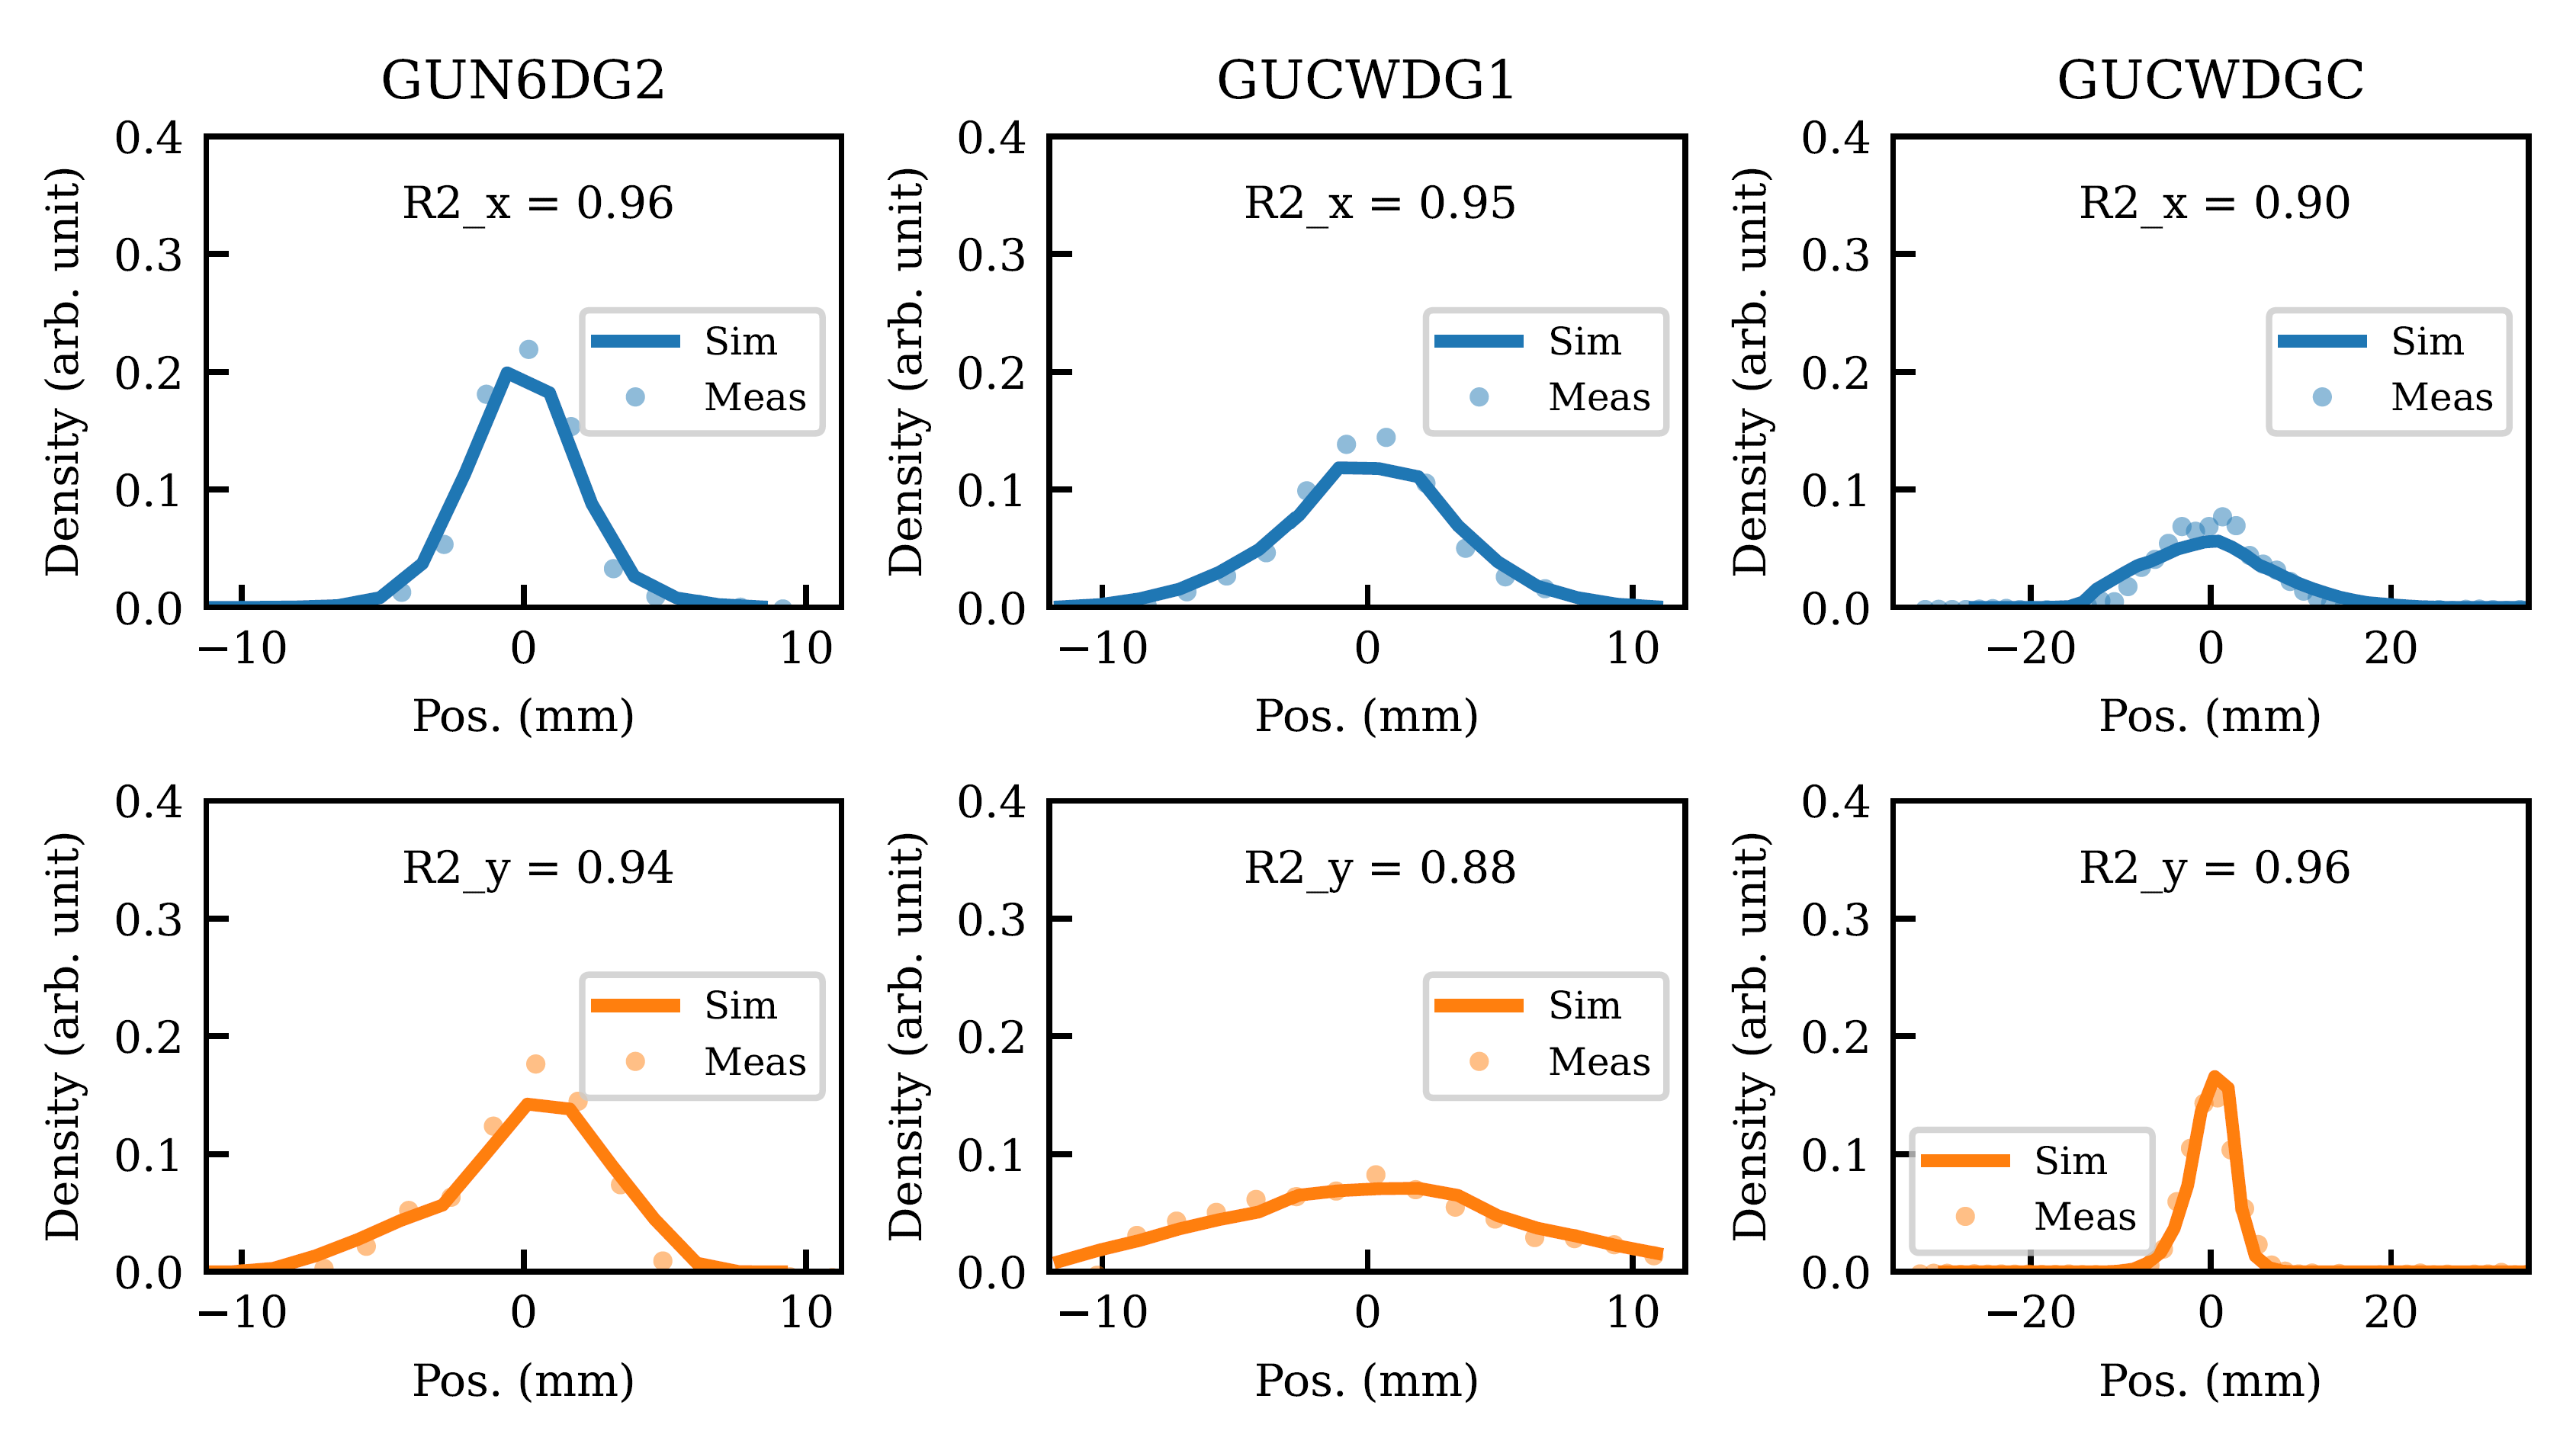 GUN6DG2
GUCWDG1
GUCWDGC
Density (arb. unit)
0.4
0.3
0.2
0.1
0.0
R2_x = 0.96
Sim
Meas
−10
0
10
Pos. (mm)
Density (arb. unit)
0.4
0.3
0.2
0.1
0.0
R2_x = 0.95
Sim
Meas
−10
0
10
Pos. (mm)
Density (arb. unit)
0.4
0.3
0.2
0.1
0.0
R2_x = 0.90
Sim
Meas
−20
0
20
Pos. (mm)
Density (arb. unit)
0.4
0.3
0.2
0.1
0.0
R2_y = 0.94
Sim
Meas
−10
0
10
Pos. (mm)
Density (arb. unit)
0.4
0.3
0.2
0.1
0.0
R2_y = 0.88
Sim
Meas
−10
0
10
Pos. (mm)
Density (arb. unit)
0.4
0.3
0.2
0.1
0.0
R2_y = 0.96
Sim
Meas
−20
0
20
Pos. (mm)